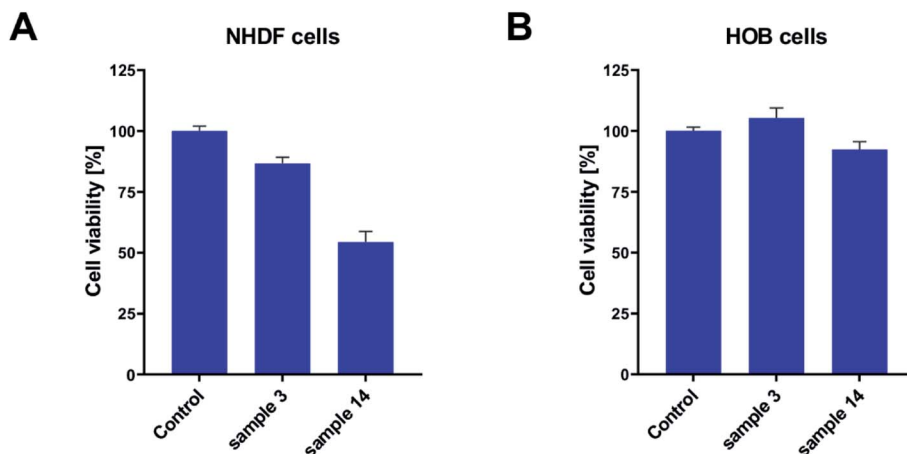 A
NHDF cells
Cell viability [%]
125
100
75
50
25
0
Control
sample 3
sample 14
B
HOB cells
Cell viability [%]
125
100
75
50
25
0
Control
sample 3
sample 14